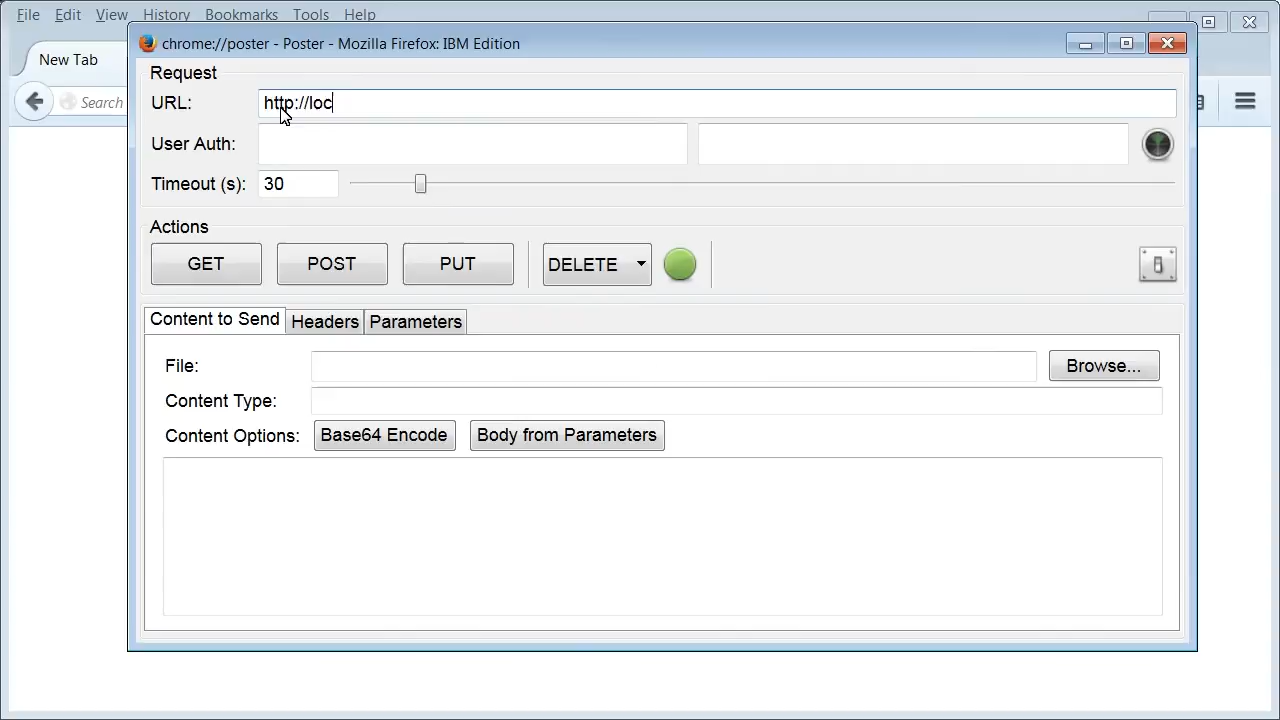 File Edit View History Bookmarks Tools Help
chrome://poster - Poster - Mozilla Firefox: IBM Edition
New Tab
Search
Request
URL: http://loc
User Auth:
Timeout (s): 30
Actions
GET POST PUT DELETE
Content to Send Headers Parameters
File: Browse...
Content Type:
Content Options: Base64 Encode Body from Parameters